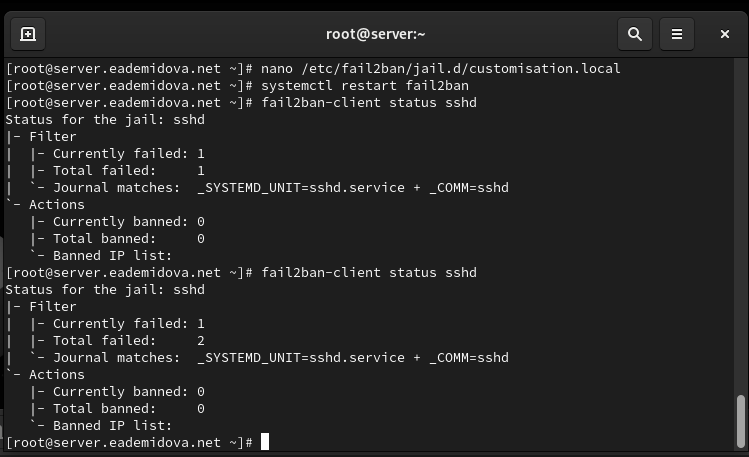 root@server:~
[root@server.eademidova.net ~]# nano /etc/fail2ban/jail.d/customisation.local
[root@server.eademidova.net ~]# systemctl restart fail2ban
[root@server.eademidova.net ~]# fail2ban-client status sshd
Status for the jail: sshd
|- Filter
|  |- Currently failed: 1
|  |- Total failed:     1
|  `- Journal matches:  _SYSTEMD_UNIT=sshd.service + _COMM=sshd
`- Actions
   |- Currently banned: 0
   |- Total banned:     0
   `- Banned IP list:
[root@server.eademidova.net ~]# fail2ban-client status sshd
Status for the jail: sshd
|- Filter
|  |- Currently failed: 1
|  |- Total failed:     2
|  `- Journal matches:  _SYSTEMD_UNIT=sshd.service + _COMM=sshd
`- Actions
   |- Currently banned: 0
   |- Total banned:     0
   `- Banned IP list:
[root@server.eademidova.net ~]#